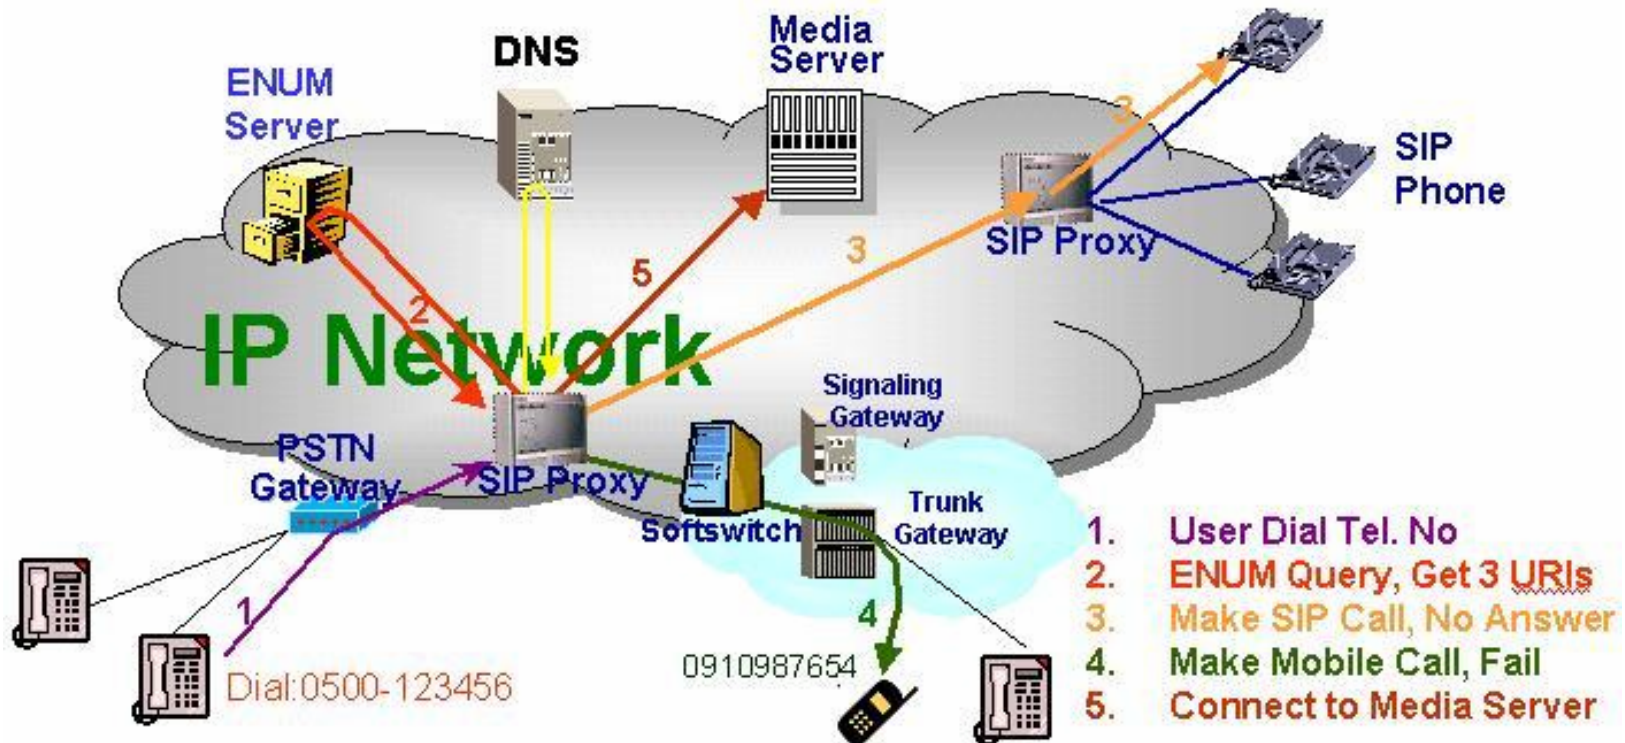 DNS
Media
Server
ENUM
Server
3
SIP
Phone
SIP Proxy
3
5
2
IP Network
Signaling
Gateway
PSTN
Gateway
SIP Proxy
Softswitch
Trunk
Gateway
1
4
Dial:0500-123456
0910987654
1. User Dial Tel. No
2. ENUM Query, Get 3 URIs
3. Make SIP Call, No Answer
4. Make Mobile Call, Fail
5. Connect to Media Server